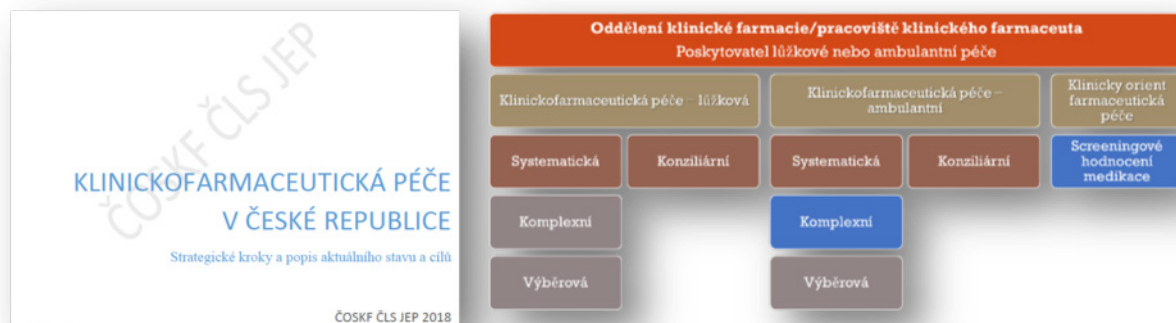 ČOSKF ČLS JEP
KLINICKOFARMACEUTICKÁ PÉČE
V ČESKÉ REPUBLICE
Strategické kroky a popis aktuálního stavu a cílů
ČOSKF ČLS JEP 2018
Oddělení klinické farmacie/pracoviště klinického farmaceuta
Poskytovatel lůžkové nebo ambulantní péče
Klinickofarmaceutická péče – lůžková
Klinickofarmaceutická péče –
ambulantní
Klinicky orient
farmaceutická
péče
Systematická
Konziliární
Systematická
Konziliární
Screeningové
hodnocení
medikace
Komplexní
Komplexní
Výběrová
Výběrová